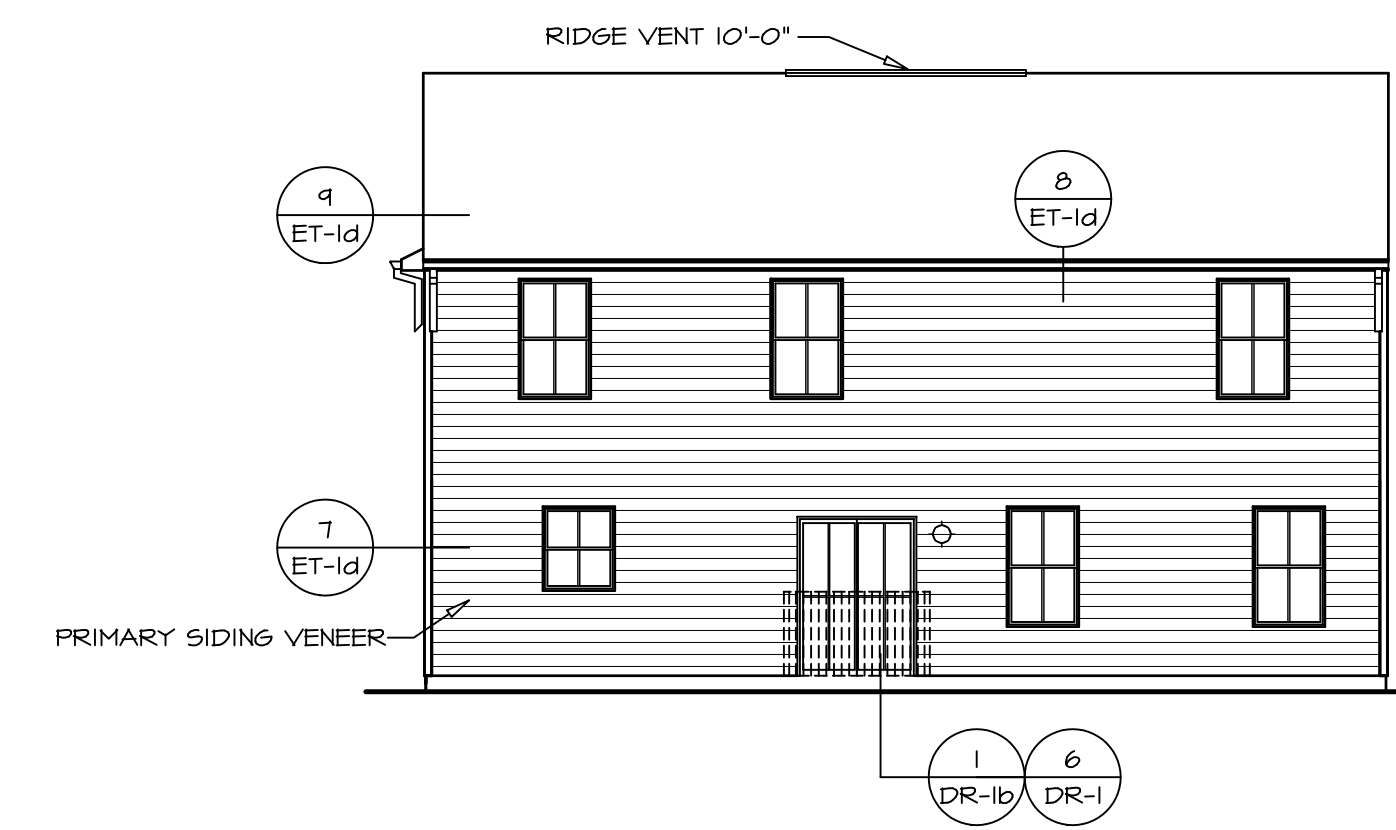 RIDGE VENT 10'-0"
9
ET-1d
8
ET-1d
7
ET-1d
PRIMARY SIDING VENEER
1
DR-1b
6
DR-1